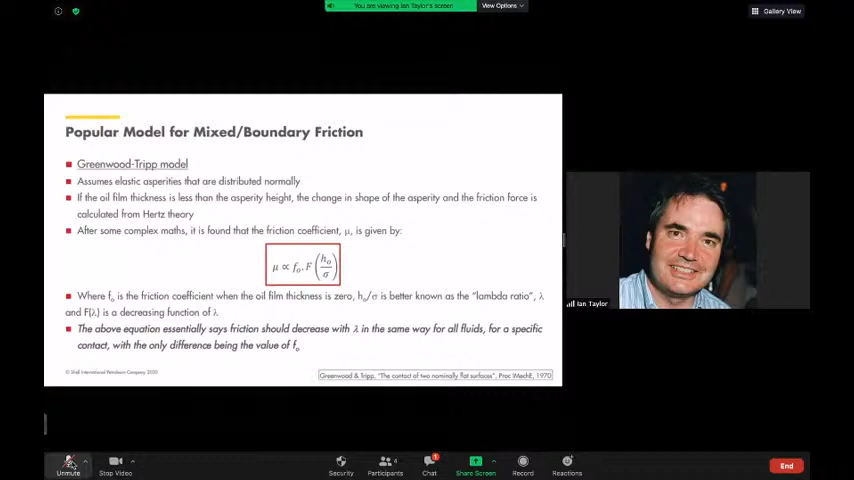 You are viewing Ian Taylor's screen
View Options
Gallery View
Popular Model for Mixed/Boundary Friction
Greenwood-Tripp model
Assumes elastic asperities that are distributed normally
If the oil film thickness is less than the asperity height, the change in shape of the asperity and the friction force is
calculated from Hertz theory
After some complex maths, it is found that the friction coefficient, μ, is given by:
μ ∝ fₒ. F (hₒ/σ)
Where fₒ is the friction coefficient when the oil film thickness is zero, hₒ/σ is better known as the "lambda ratio", λ
and F(λ) is a decreasing function of λ
The above equation essentially says friction should decrease with λ in the same way for all fluids, for a specific
contact, with the only difference being the value of fₒ
© Shell International Petroleum Company 2020
Greenwood & Tripp, "The contact of two nominally flat surfaces", Proc IMechE, 1970
Ian Taylor
Unmute
Stop Video
Security
Participants
4
Chat
1
Share Screen
Record
Reactions
End